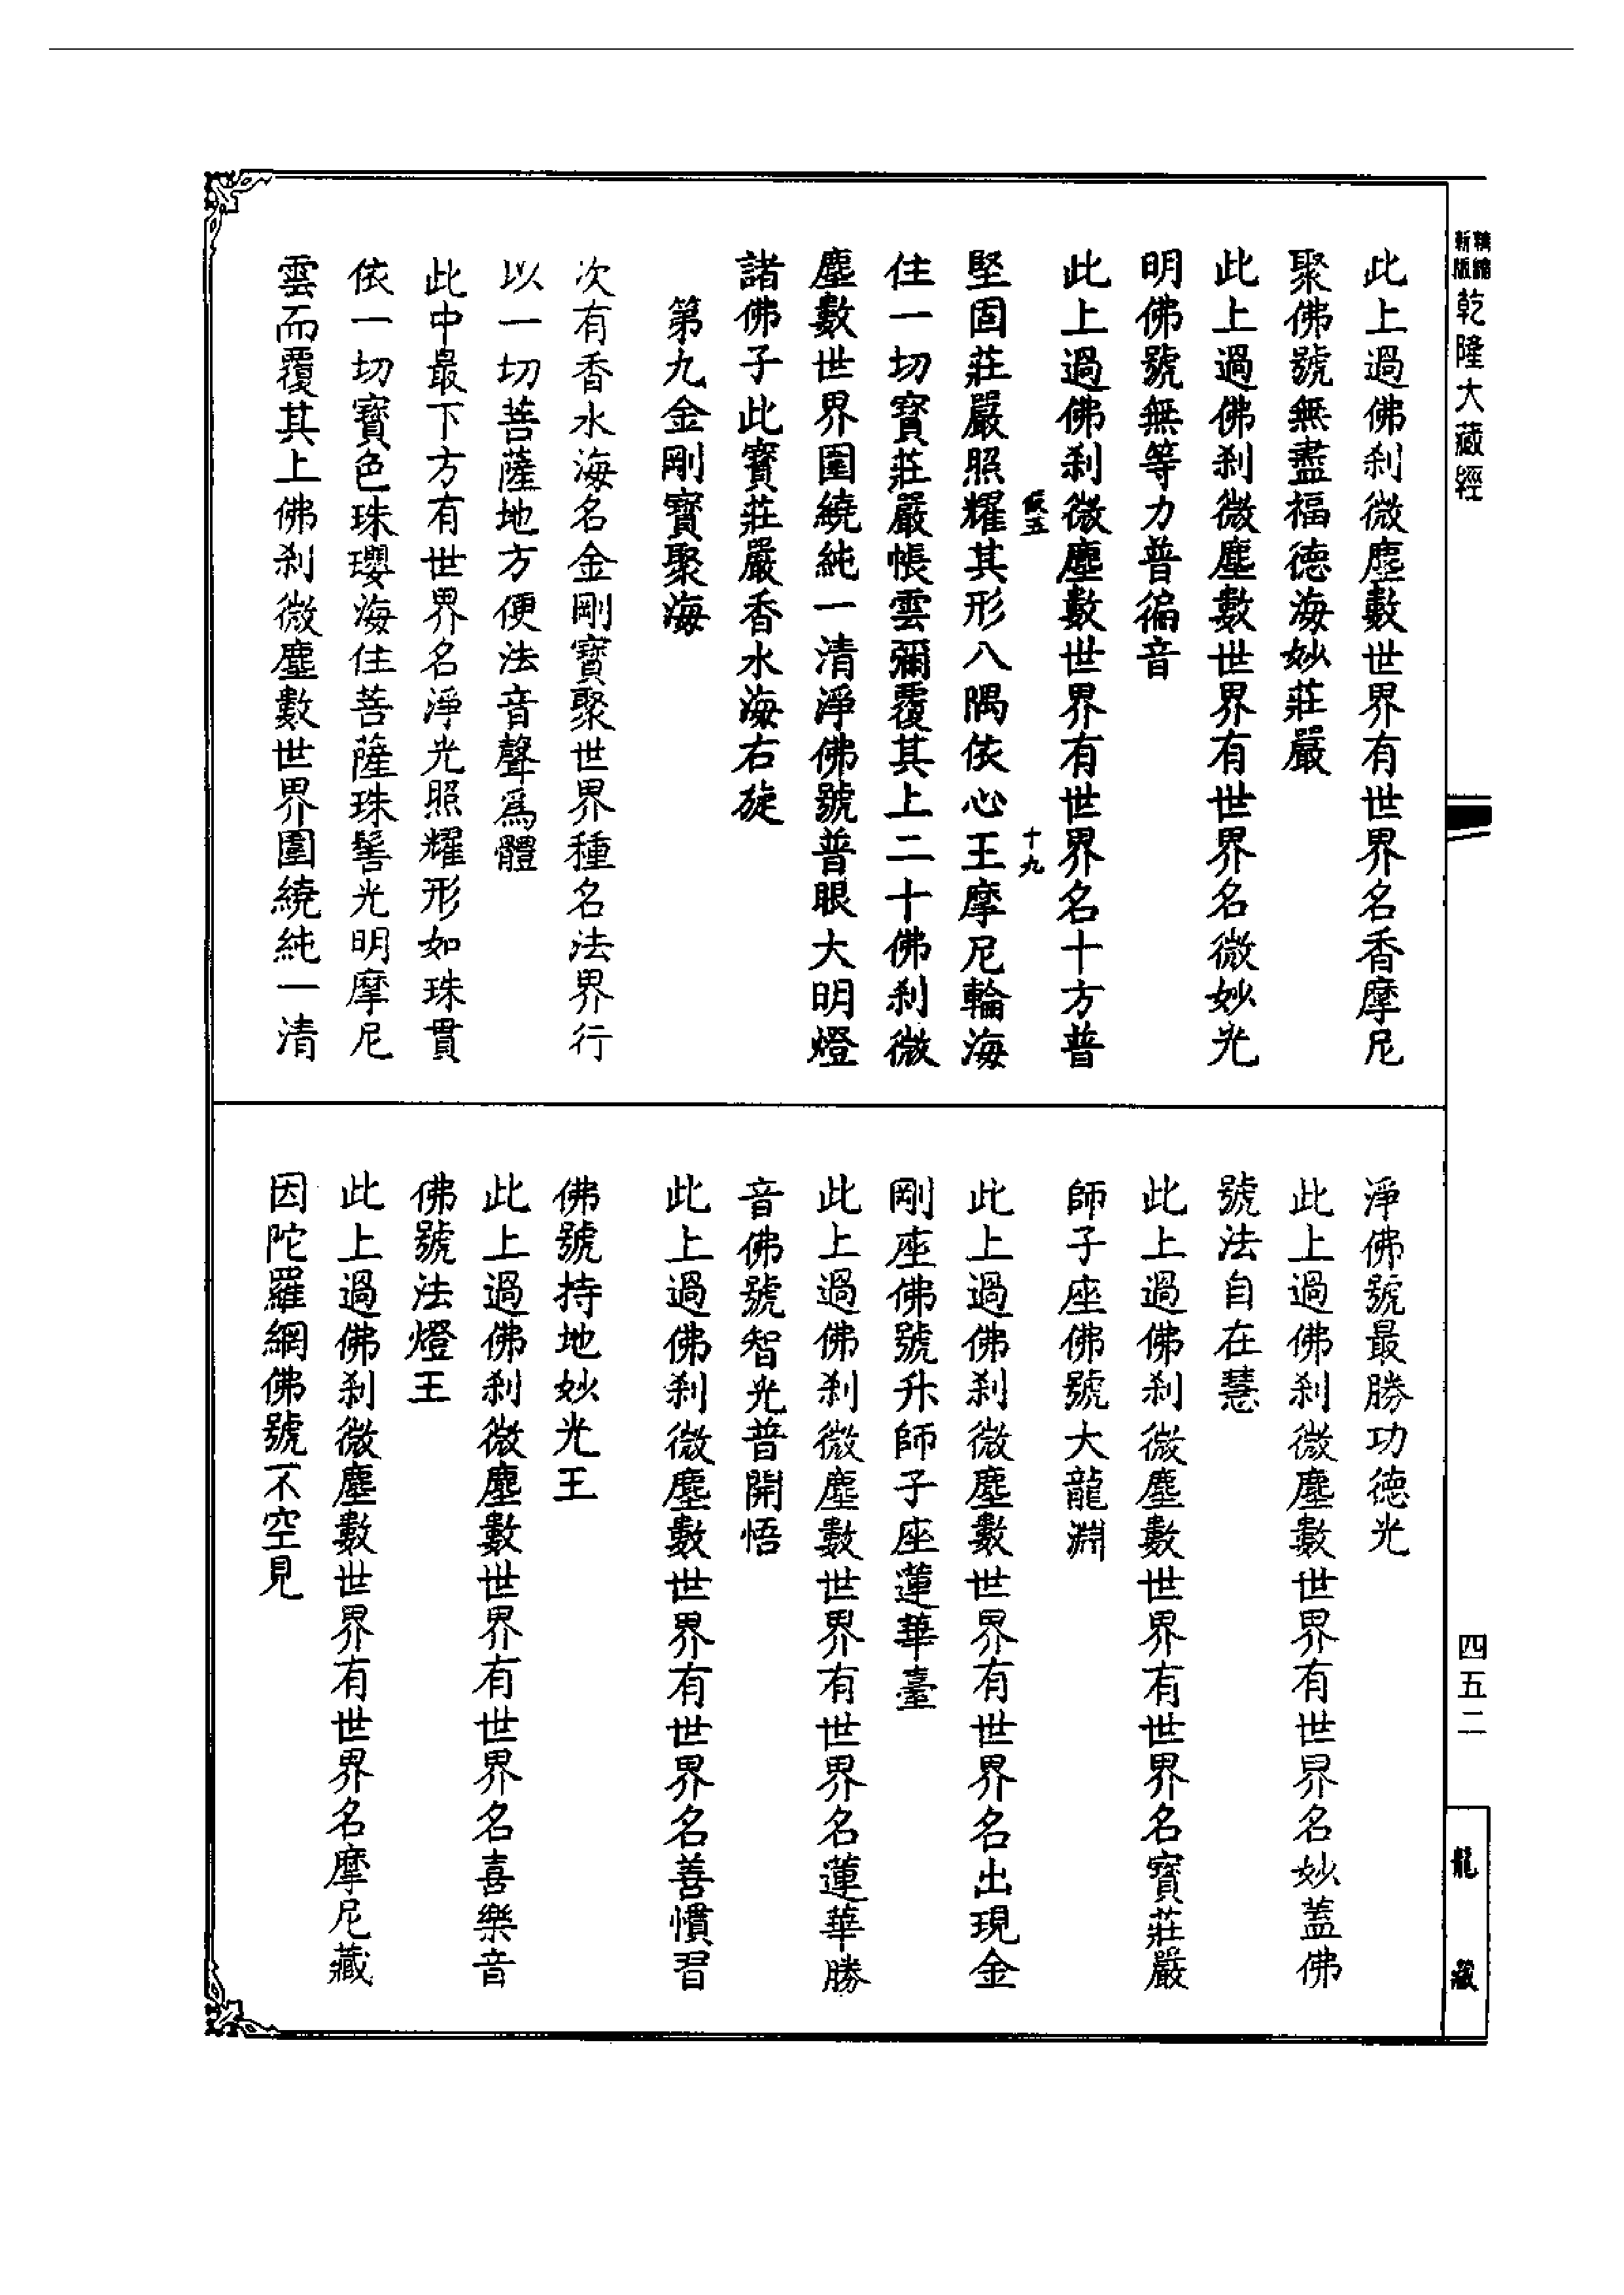 精縮
新版
乾隆大藏經
此上過佛刹微塵數世界有世界名香摩尼
聚佛號無盡福德海妙莊嚴
此上過佛刹微塵數世界有世界名微妙光
明佛號無等力普徧音
此上過佛刹微塵數世界有世界名十方普
十九
堅固莊嚴照耀其形八隅依心王摩尼輪海
住一切寶莊嚴帳雲彌覆其上二十佛刹微
塵數世界圍繞純一清淨佛號普眼大明燈
諸佛子此寶莊嚴香水海右旋
第九金剛寶聚海
次有香水海名金剛寶聚世界種名法界行
以一切菩薩地方便法音聲爲體
此中最下方有世界名淨光照耀形如珠貫
依一切寶色珠瓔海住菩薩珠髻光明摩尼
雲而覆其上佛刹微塵數世界圍繞純一清
淨佛號最勝功德光
此上過佛刹微塵數世界有世界名妙蓋佛
號法自在慧
此上過佛刹微塵數世界有世界名寶莊嚴
師子座佛號大龍淵
此上過佛刹微塵數世界有世界名出現金
剛座佛號升師子座蓮華臺
此上過佛刹微塵數世界有世界名蓮華勝
音佛號智光普開悟
此上過佛刹微塵數世界有世界名善慣習
佛號持地妙光王
此上過佛刹微塵數世界有世界名喜樂音
佛號法燈王
此上過佛刹微塵數世界有世界名摩尼藏
因陀羅網佛號不空見
四五二
龍藏